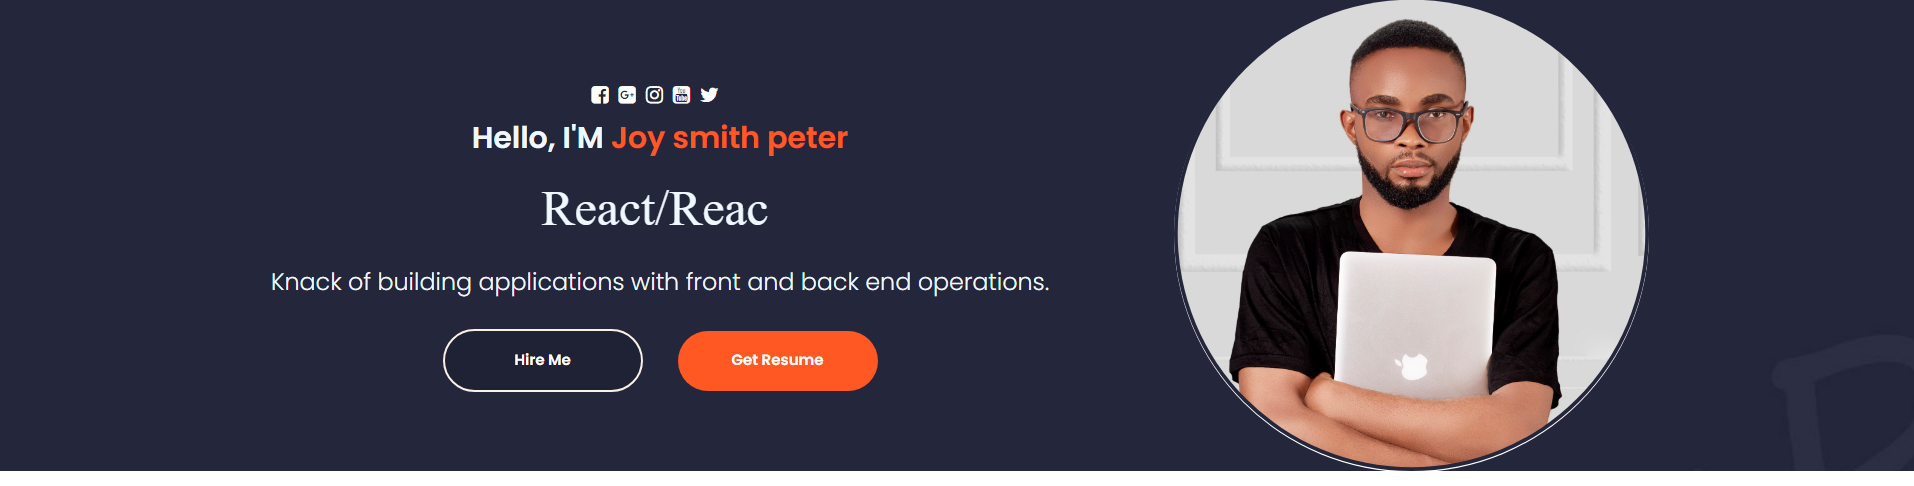 Hello, I'M Joy smith peter
React/Reac
Knack of building applications with front and back end operations.
Hire Me
Get Resume